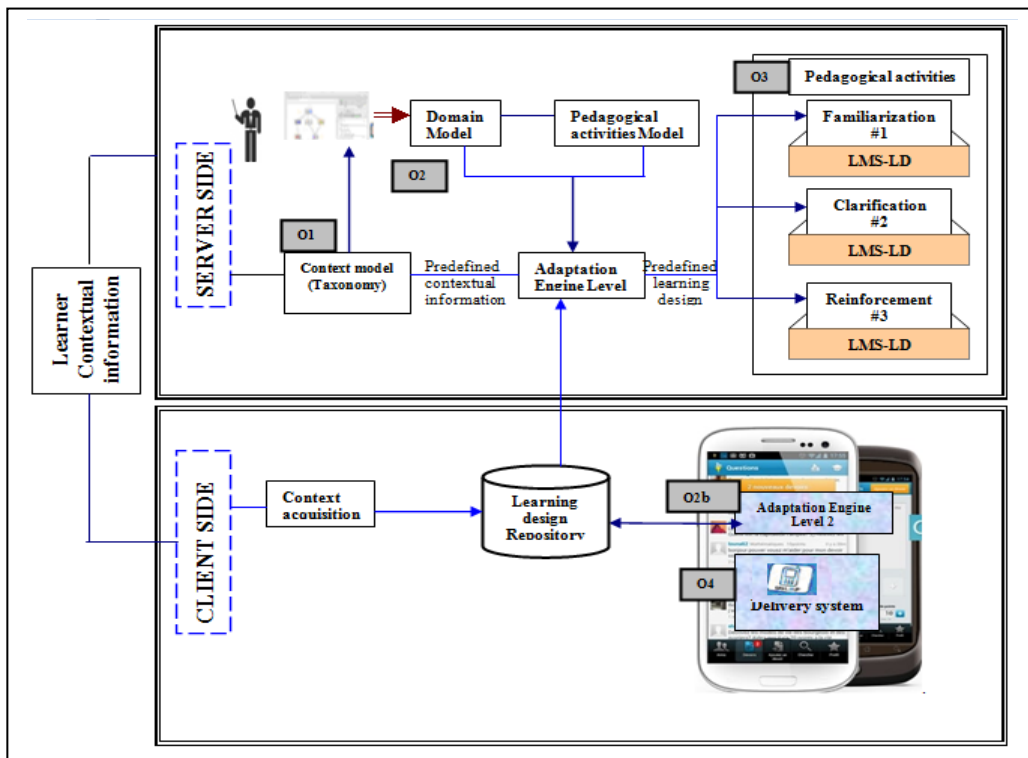 O3
Pedagogical activities
Domain
Model
Pedagogical
activities Model
Familiarization
#1
LMS-LD
O2
SERVER SIDE
Clarification
#2
LMS-LD
O1
Context model
(Taxonomy)
Predefined
contextual
information
Adaptation
Engine Level
Predefined
learning
design
Reinforcement
#3
LMS-LD
Learner
Contextual
information
CLIENT SIDE
Context
acquisition
Learning
design
Repository
Questions
O2b
Adaptation Engine
Level 2
O4
Delivery system